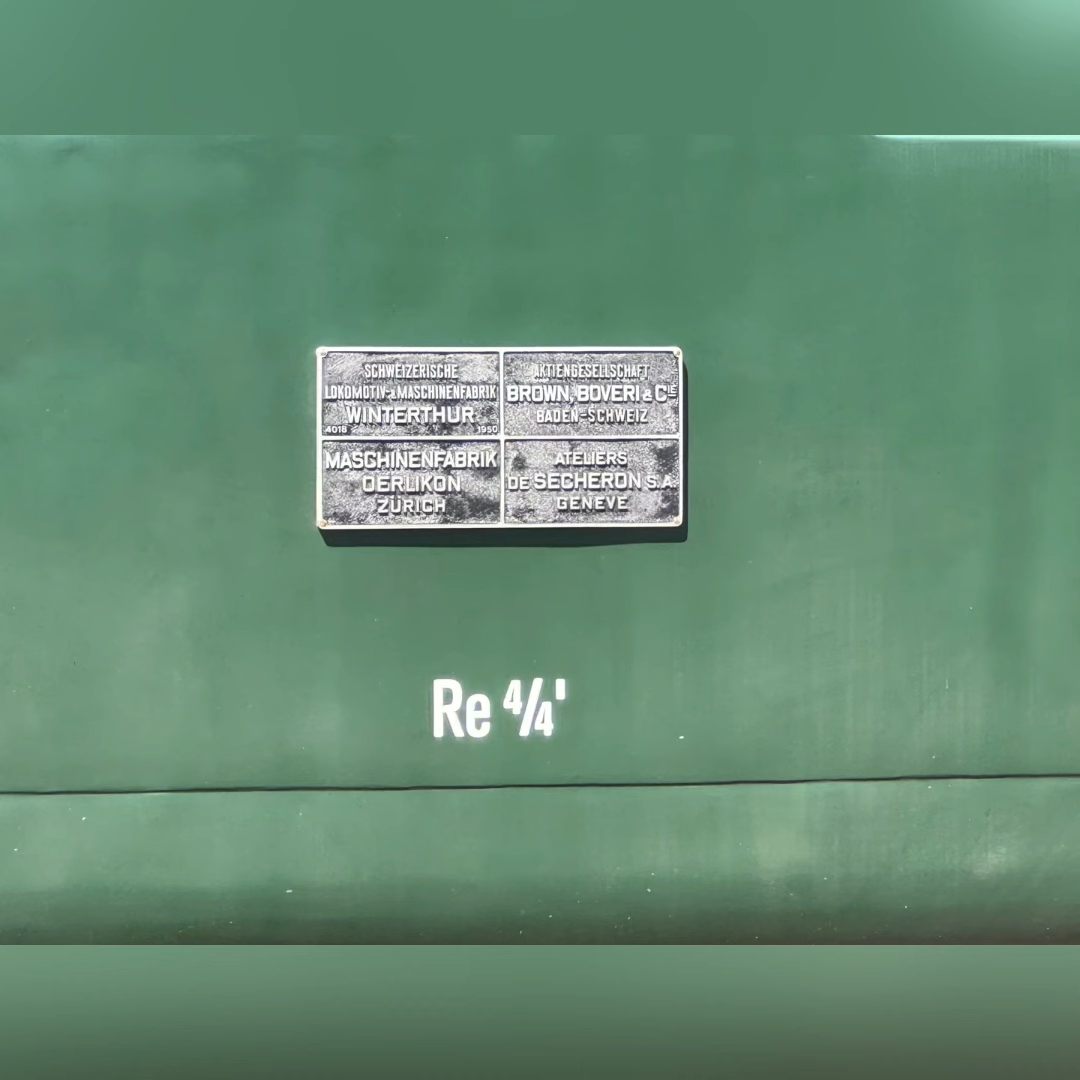 SCHWEIZERISCHE
LOKOMOTIV-& MASCHINENFABRIK
WINTERTHUR
4018 1950
AKTIENGESELLSCHAFT
BROWN, BOVERI & CIE
BADEN-SCHWEIZ
MASCHINENFABRIK
OERLIKON
ZÜRICH
ATELIERS
DE SECHERON S.A.
GENEVE
Re 4/4 I